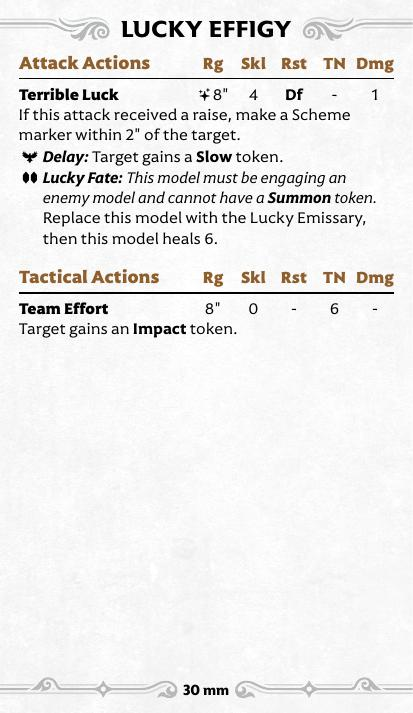 LUCKY EFFIGY
Attack Actions Rg Skl Rst TN Dmg
Terrible Luck 8" 4 Df - 1
If this attack received a raise, make a Scheme
marker within 2" of the target.
Delay: Target gains a Slow token.
Lucky Fate: This model must be engaging an
enemy model and cannot have a Summon token.
Replace this model with the Lucky Emissary,
then this model heals 6.
Tactical Actions Rg Skl Rst TN Dmg
Team Effort 8" 0 - 6 -
Target gains an Impact token.
30 mm